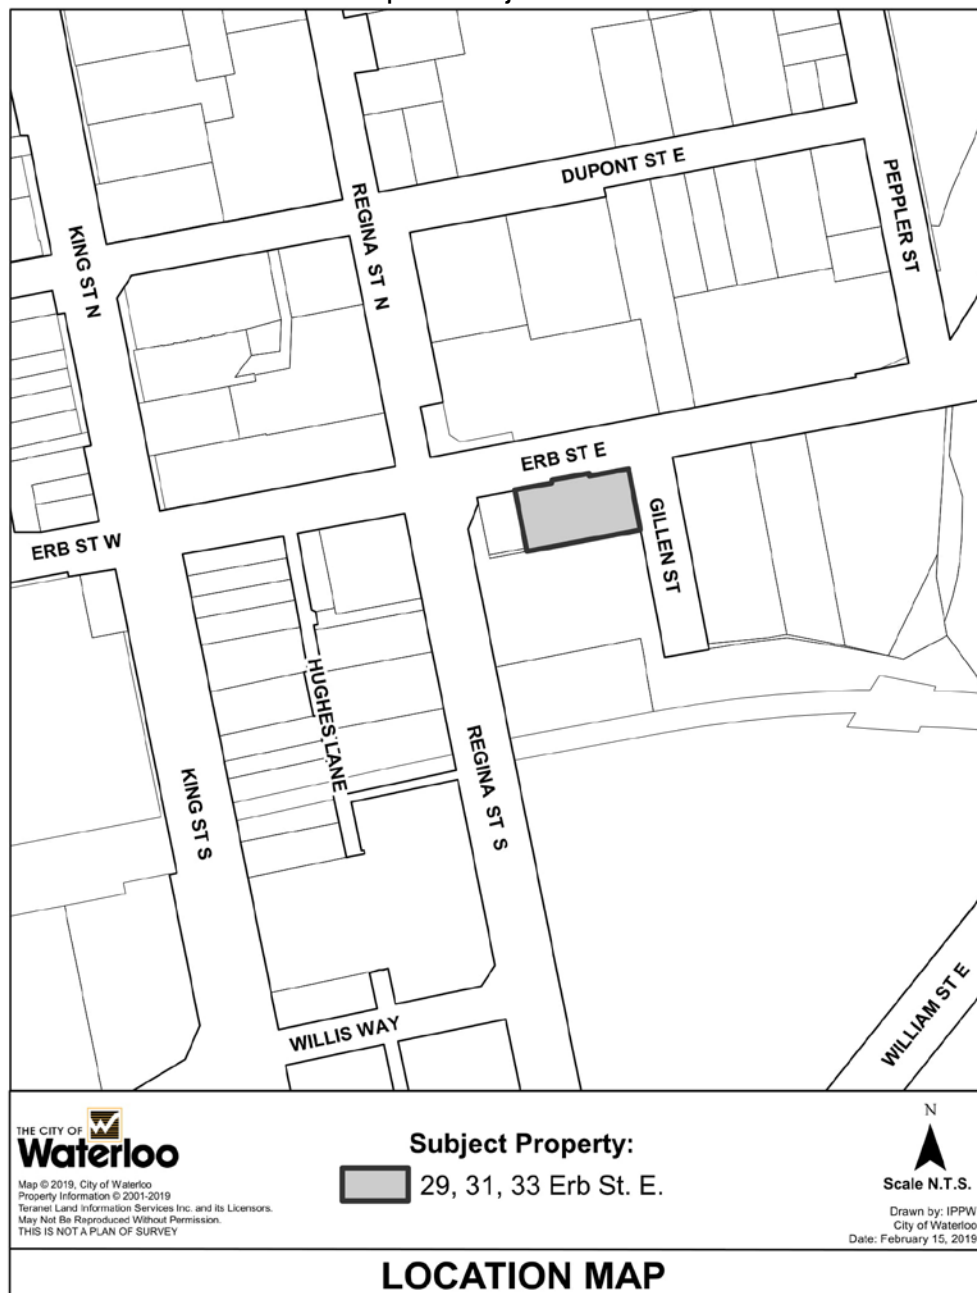 DUPONT ST E
PEPPLER ST
REGINA ST N
KING ST N
ERB ST E
GILLEN ST
ERB ST W
HUGHES LANE
REGINA ST S
KING ST S
WILLIAM ST E
WILLIS WAY
THE CITY OF
Waterloo
Map © 2019, City of Waterloo
Property Information © 2001-2019
Teranet Land Information Services Inc. and its Licensors.
May Not Be Reproduced Without Permission.
THIS IS NOT A PLAN OF SURVEY
Subject Property:
29, 31, 33 Erb St. E.
N
Scale N.T.S.
Drawn by: IPPW
City of Waterloo
Date: February 15, 2019
LOCATION MAP